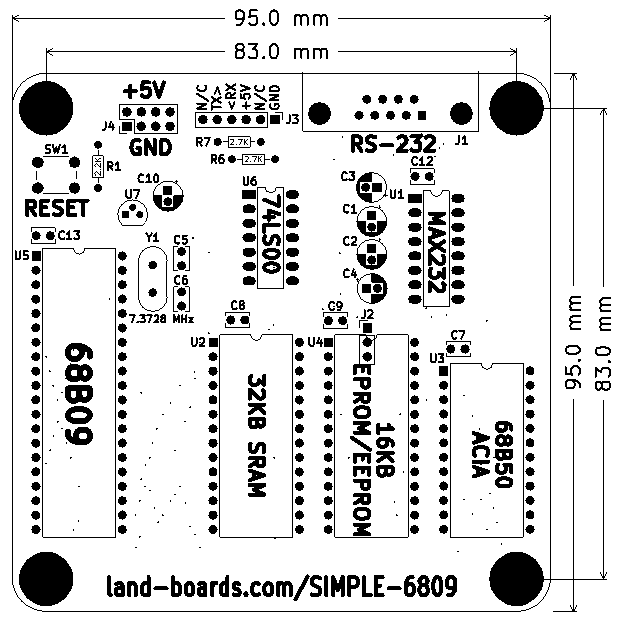 95.0 mm
83.0 mm
+5V
J4
GND
N/C
TX>
<RX
+5V
N/C
GND
J3
RS-232
J1
R7
2.7K
R6
2.7K
SW1
2.2K
R1
RESET
U7
C10
U6
74LS00
C3
C1
C2
C4
C12
U1
MAX232
C13
U5
68B09
Y1
7.3728 MHz
C5
C6
C8
U2
32KB SRAM
C9
J2
U4
16KB
EPROM/EEPROM
C7
U3
68B50
ACIA
95.0 mm
83.0 mm
land-boards.com/SIMPLE-6809